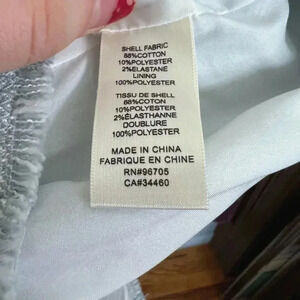 SHELL FABRIC
88%COTTON
10%POLYESTER
2%ELASTANE
LINING
100%POLYESTER
TISSU DE SHELL
88%COTON
10%POLYESTER
2%ELASTHANNE
DOUBLURE
100%POLYESTER
MADE IN CHINA
FABRIQUE EN CHINE
RN#96705
CA#34460